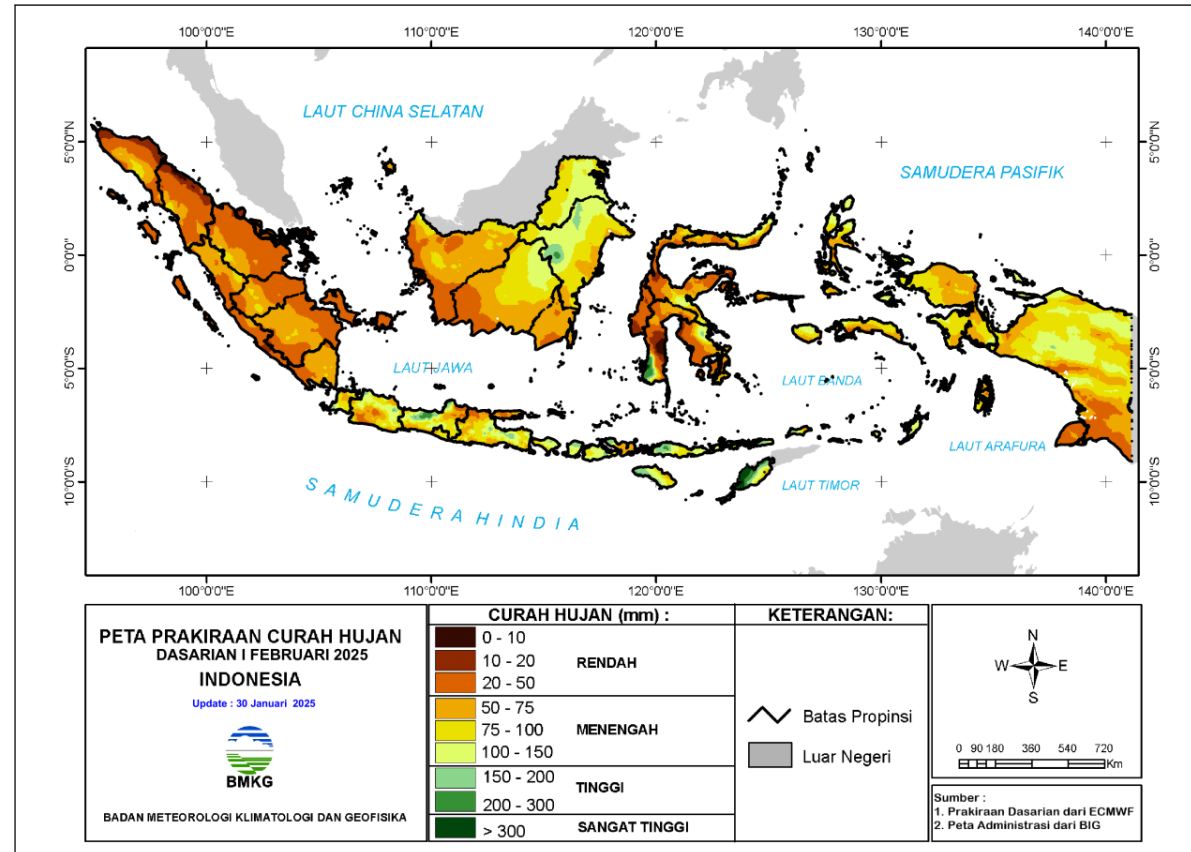 100°0'0"E 110°0'0"E 120°0'0"E 130°0'0"E 140°0'0"E
LAUT CHINA SELATAN
5°0'0"N 5°0'0"N
SAMUDERA PASIFIK
0°0'0" 0°0'0"
LAUT JAWA
5°0'0"S 5°0'0"S
LAUT BANDA
LAUT ARAFURA
10°0'0"S 10°0'0"S
LAUT TIMOR
SAMUDERA HINDIA
100°0'0"E 110°0'0"E 120°0'0"E 130°0'0"E 140°0'0"E
PETA PRAKIRAAN CURAH HUJAN
DASARIAN I FEBRUARI 2025
INDONESIA
Update : 30 Januari 2025
BMKG
BADAN METEOROLOGI KLIMATOLOGI DAN GEOFISIKA
CURAH HUJAN (mm) :
0 - 10
10 - 20 RENDAH
20 - 50
50 - 75
75 - 100 MENENGAH
100 - 150
150 - 200
TINGGI
200 - 300
> 300 SANGAT TINGGI
KETERANGAN:
Batas Propinsi
Luar Negeri
N
W E
S
0 90 180 360 540 720
Km
Sumber :
1. Prakiraan Dasarian dari ECMWF
2. Peta Administrasi dari BIG